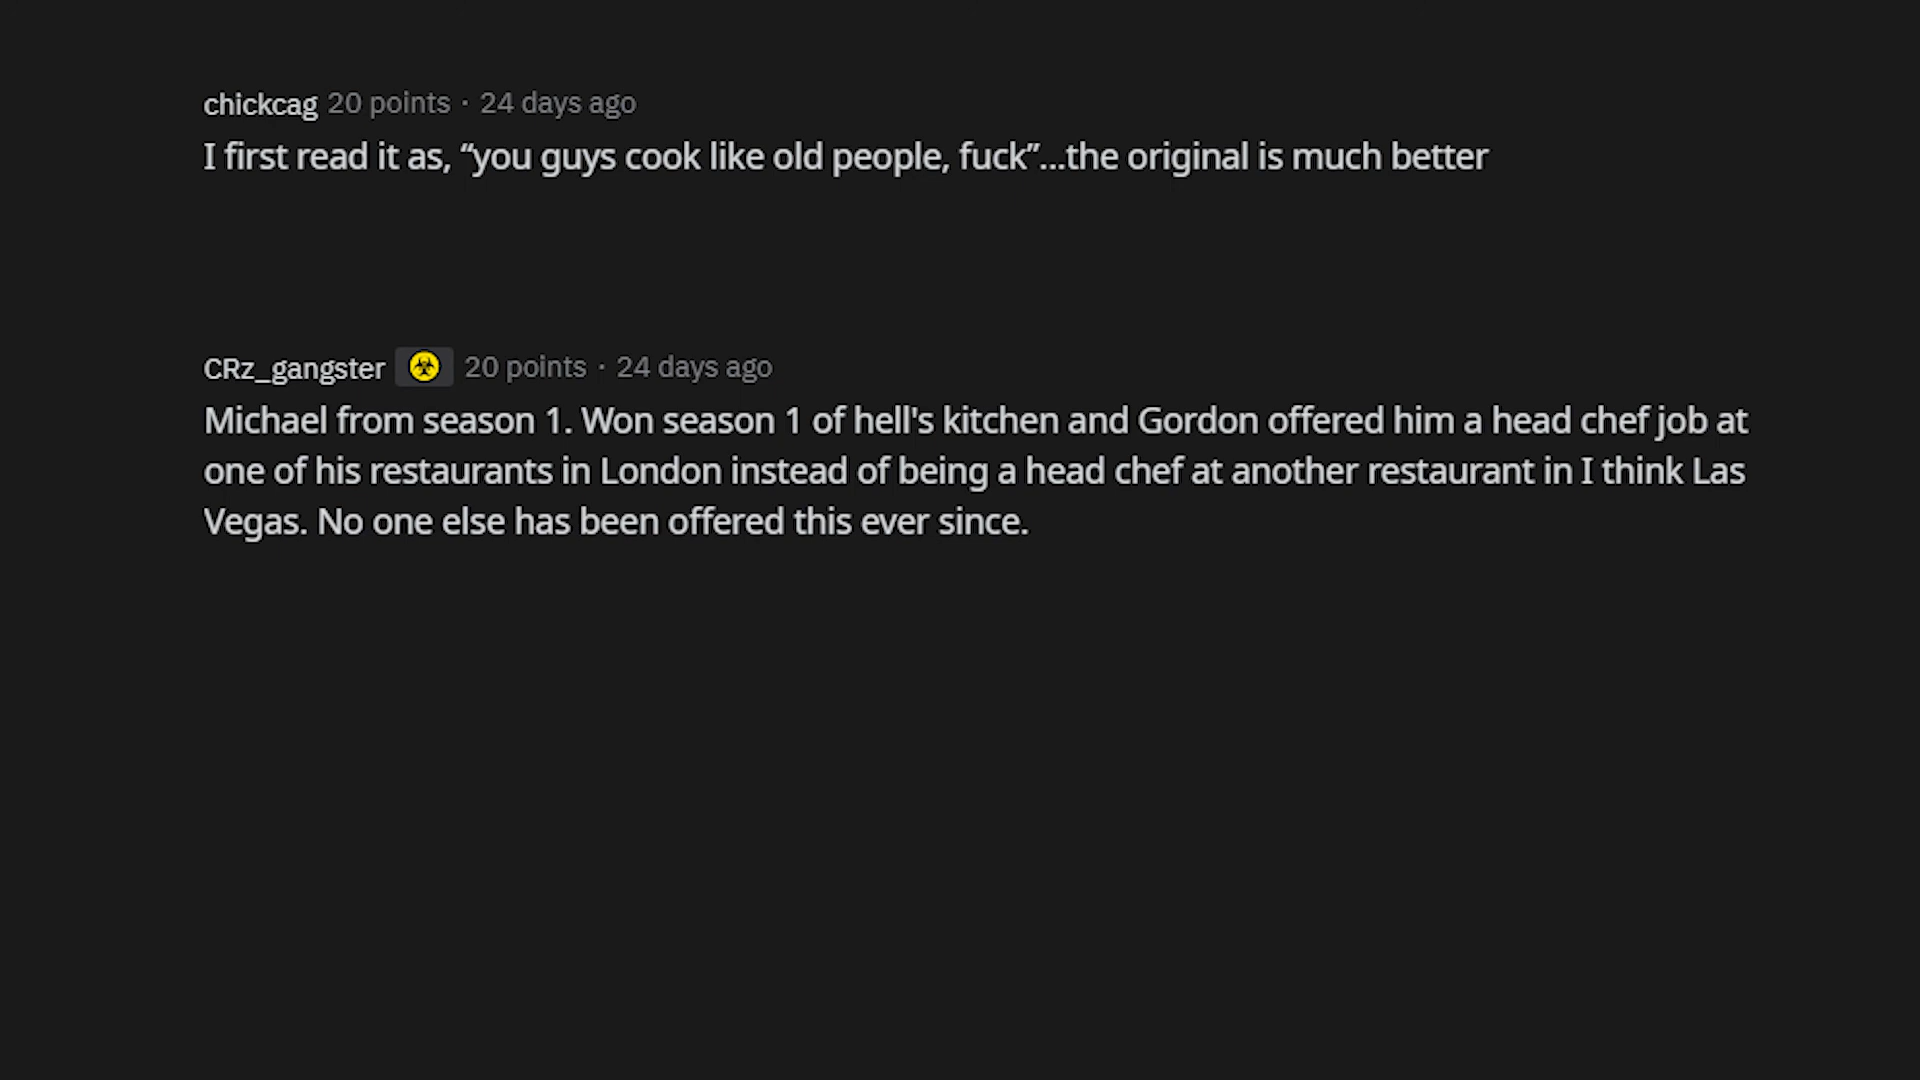 chickcag 20 points · 24 days ago
I first read it as, “you guys cook like old people, fuck”...the original is much better
CRz_gangster 20 points · 24 days ago
Michael from season 1. Won season 1 of hell's kitchen and Gordon offered him a head chef job at
one of his restaurants in London instead of being a head chef at another restaurant in I think Las
Vegas. No one else has been offered this ever since.